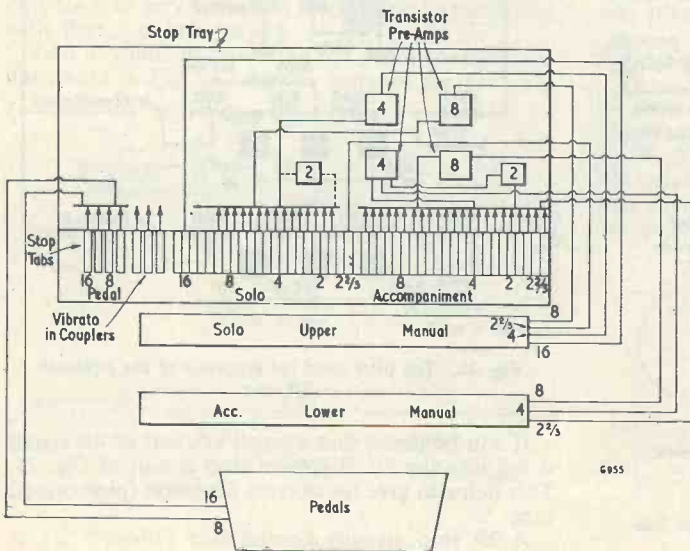 Transistor
Pre-Amps
Stop Tray
4
8
4
8
2
2
Stop
Tabs
16 8 8 4 2 2⅔ 8 4 2 2⅔
16
Pedal Solo Accompaniment
Vibrato
in Couplers
8
Solo Upper Manual
2⅔
4
16
8
Acc. Lower Manual
4
2⅔
G955
16
8
Pedals